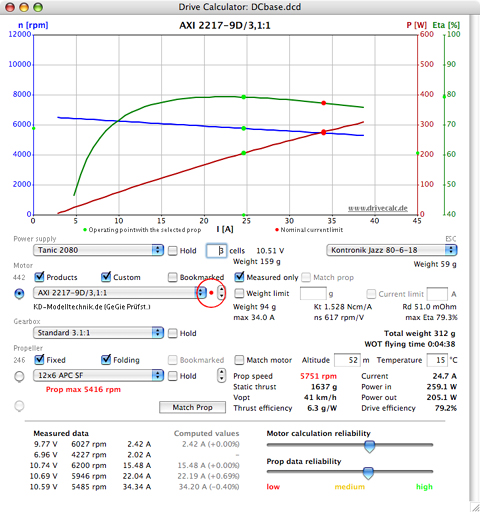 Drive Calculator: DCbase.dcd
n [rpm] AXI 2217-9D/3,1:1 P [W] Eta [%]
12000 600 100
10000 500 90
8000 400 80
6000 300 70
4000 200 60
2000 100 50
0 0 40
0 5 10 15 20 25 30 35 40 45
www.drivecalc.de
Operating point with the selected prop I [A] Nominal current limit
Power supply ESC
Tanic 2080 Hold 3 cells 10.51 V Kontronik Jazz 80-6-18
Weight 159 g Weight 59 g
Motor
442 Products Custom Bookmarked Measured only Match prop
AXI 2217-9D/3,1:1 Weight limit g Current limit A
KD-Modelltechnik.de (GeGie Prüfst.) Weight 94 g Kt 1.528 Ncm/A Rd 51.0 mOhm
max 34.0 A ns 617 rpm/V max Eta 79.3%
Gearbox
Standard 3.1:1 Hold Total weight 312 g
WOT flying time 0:04:38
Propeller
246 Fixed Folding Bookmarked Match motor Altitude 52 m Temperature 15 °C
12x6 APC SF Hold Prop speed 5751 rpm Current 24.7 A
Prop max 5416 rpm Static thrust 1637 g Power in 259.1 W
Vopt 41 km/h Power out 205.1 W
Match Prop Thrust efficiency 6.3 g/W Drive efficiency 79.2%
Measured data Computed values Motor calculation reliability
9.77 V 6027 rpm 2.42 A 2.42 A (+0.00%)
6.96 V 4227 rpm 2.02 A –
10.74 V 6200 rpm 15.48 A 15.48 A (+0.00%) Prop data reliability
10.69 V 5946 rpm 22.04 A 22.19 A (+0.69%)
10.59 V 5485 rpm 34.34 A 34.20 A (-0.40%) low medium high